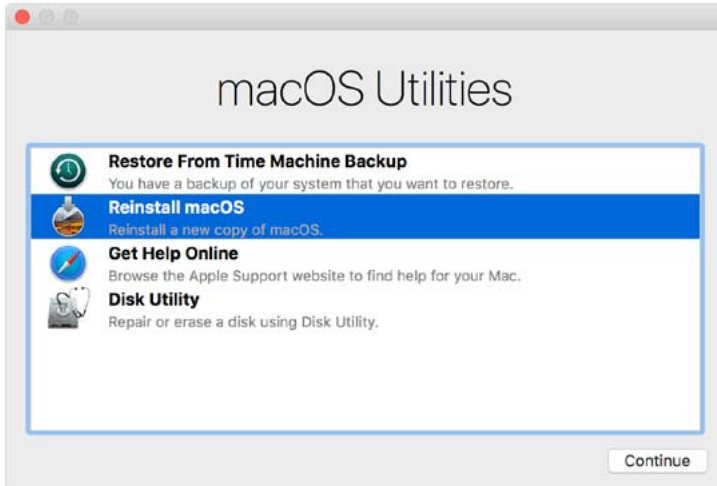 macOS Utilities
Restore From Time Machine Backup
You have a backup of your system that you want to restore.
Reinstall macOS
Reinstall a new copy of macOS.
Get Help Online
Browse the Apple Support website to find help for your Mac.
Disk Utility
Repair or erase a disk using Disk Utility.
Continue